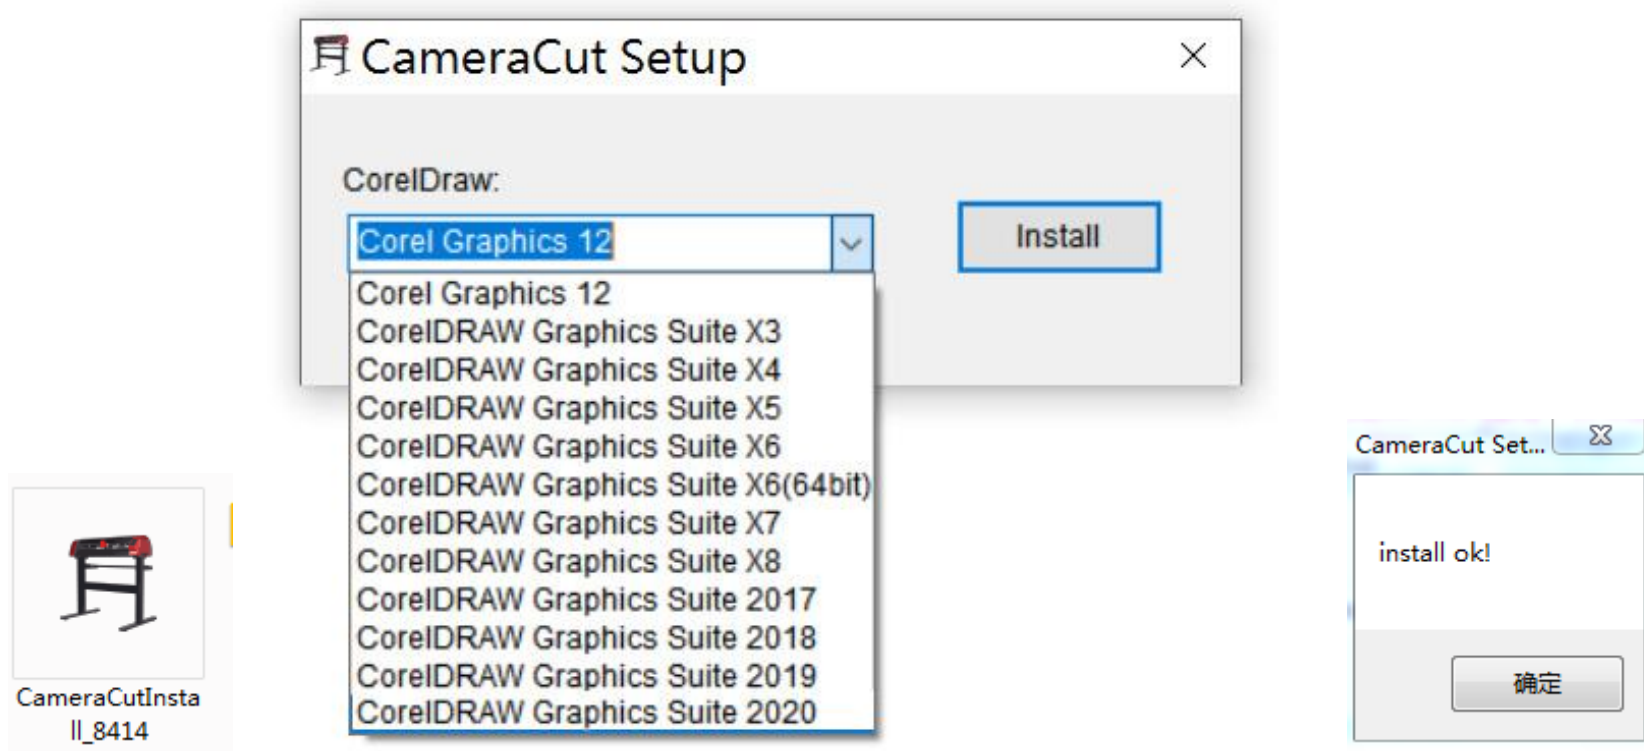 CameraCut Setup
CorelDraw:
Corel Graphics 12
Install
Corel Graphics 12
CorelDRAW Graphics Suite X3
CorelDRAW Graphics Suite X4
CorelDRAW Graphics Suite X5
CorelDRAW Graphics Suite X6
CorelDRAW Graphics Suite X6(64bit)
CorelDRAW Graphics Suite X7
CorelDRAW Graphics Suite X8
CorelDRAW Graphics Suite 2017
CorelDRAW Graphics Suite 2018
CorelDRAW Graphics Suite 2019
CorelDRAW Graphics Suite 2020
CameraCutInsta
ll_8414
CameraCut Set...
install ok!
确定